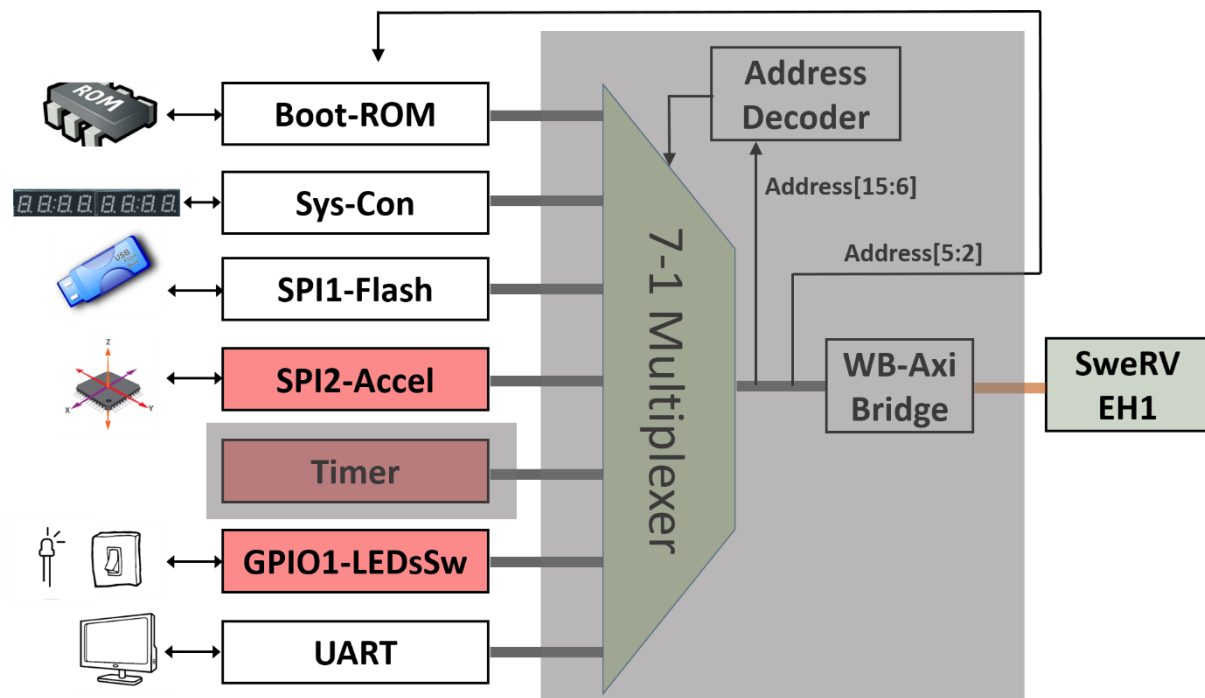 ROM
Boot-ROM
Address
Decoder
Sys-Con
Address[15:6]
USB
SPI1-Flash
Address[5:2]
7-1 Multiplexer
Z
X
Y
SPI2-Accel
WB-Axi
Bridge
SweRV
EH1
Timer
GPIO1-LEDsSw
UART